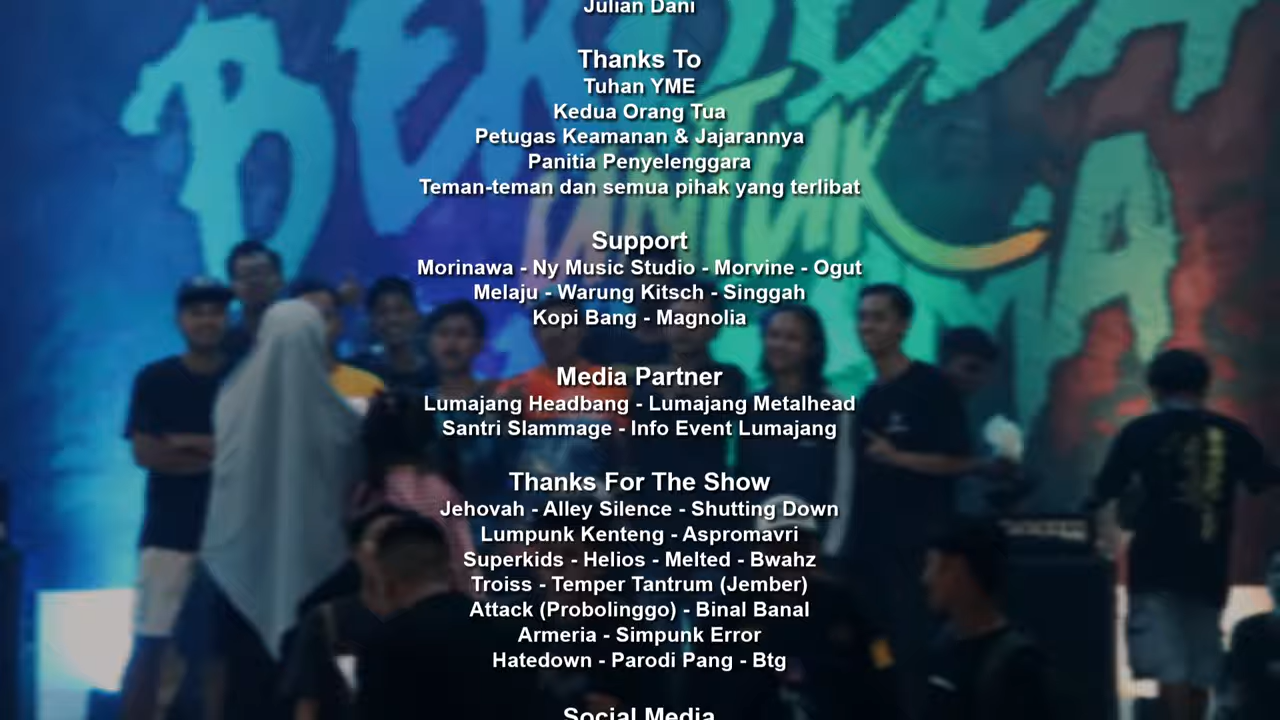 Julian Dani
Thanks To
Tuhan YME
Kedua Orang Tua
Petugas Keamanan & Jajarannya
Panitia Penyelenggara
Teman-teman dan semua pihak yang terlibat
Support
Morinawa - Ny Music Studio - Morvine - Ogut
Melaju - Warung Kitsch - Singgah
Kopi Bang - Magnolia
Media Partner
Lumajang Headbang - Lumajang Metalhead
Santri Slammage - Info Event Lumajang
Thanks For The Show
Jehovah - Alley Silence - Shutting Down
Lumpunk Kenteng - Aspromavri
Superkids - Helios - Melted - Bwahz
Troiss - Temper Tantrum (Jember)
Attack (Probolinggo) - Binal Banal
Armeria - Simpunk Error
Hatedown - Parodi Pang - Btg
Social Media
UNTUK